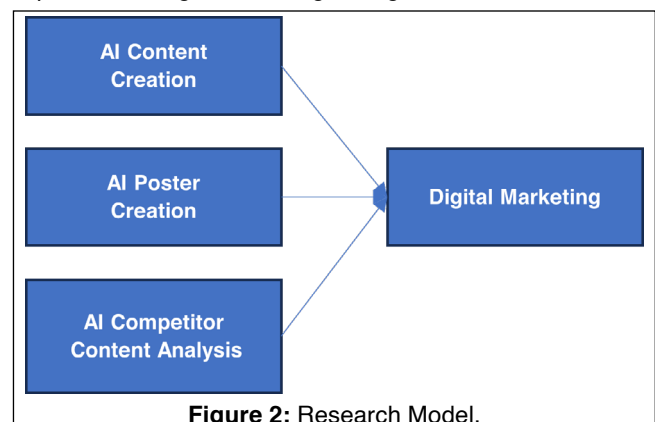 AI Content
Creation
AI Poster
Creation
Digital Marketing
AI Competitor
Content Analysis
Figure 2: Research Model.